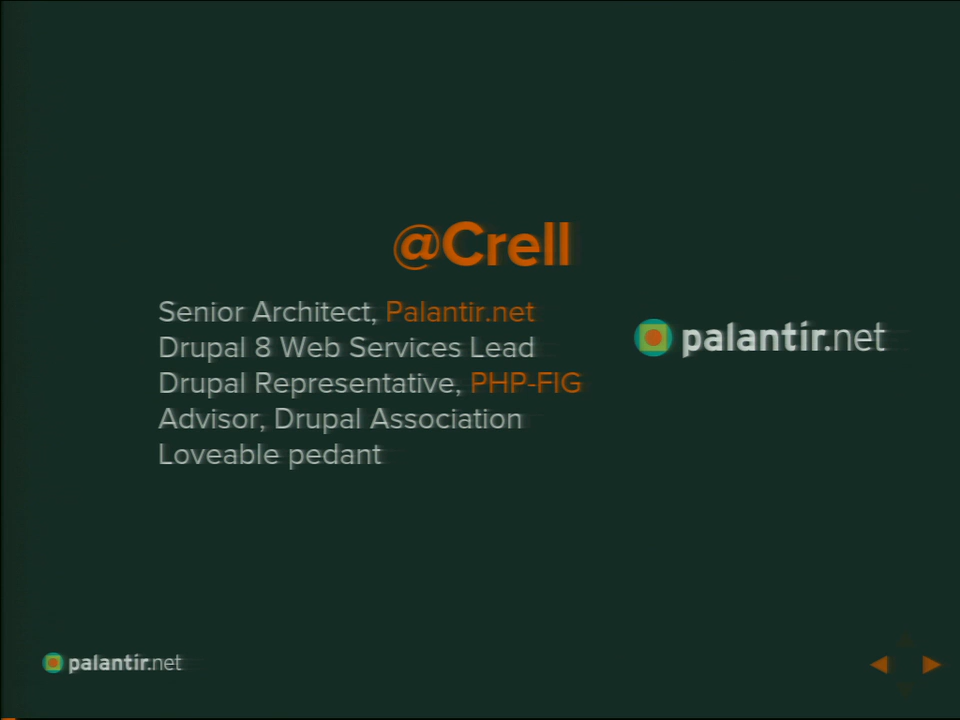 @Crell
Senior Architect, Palantir.net
Drupal 8 Web Services Lead
Drupal Representative, PHP-FIG
Advisor, Drupal Association
Loveable pedant
palantir.net
palantir.net